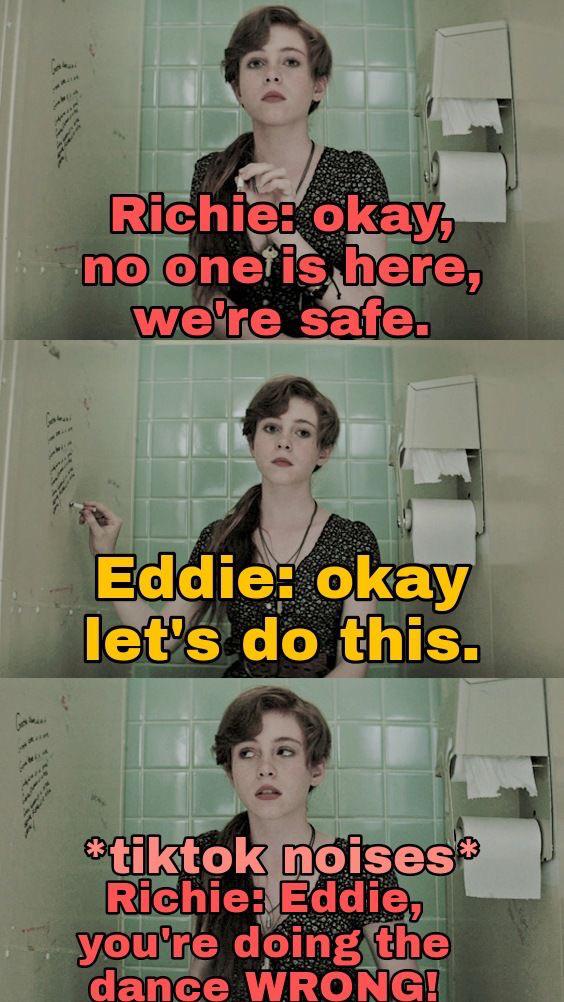 Richie: okay,
no one is here,
we're safe.
Eddie: okay
let's do this.
*tiktok noises*
Richie: Eddie,
you're doing the
dance WRONG!